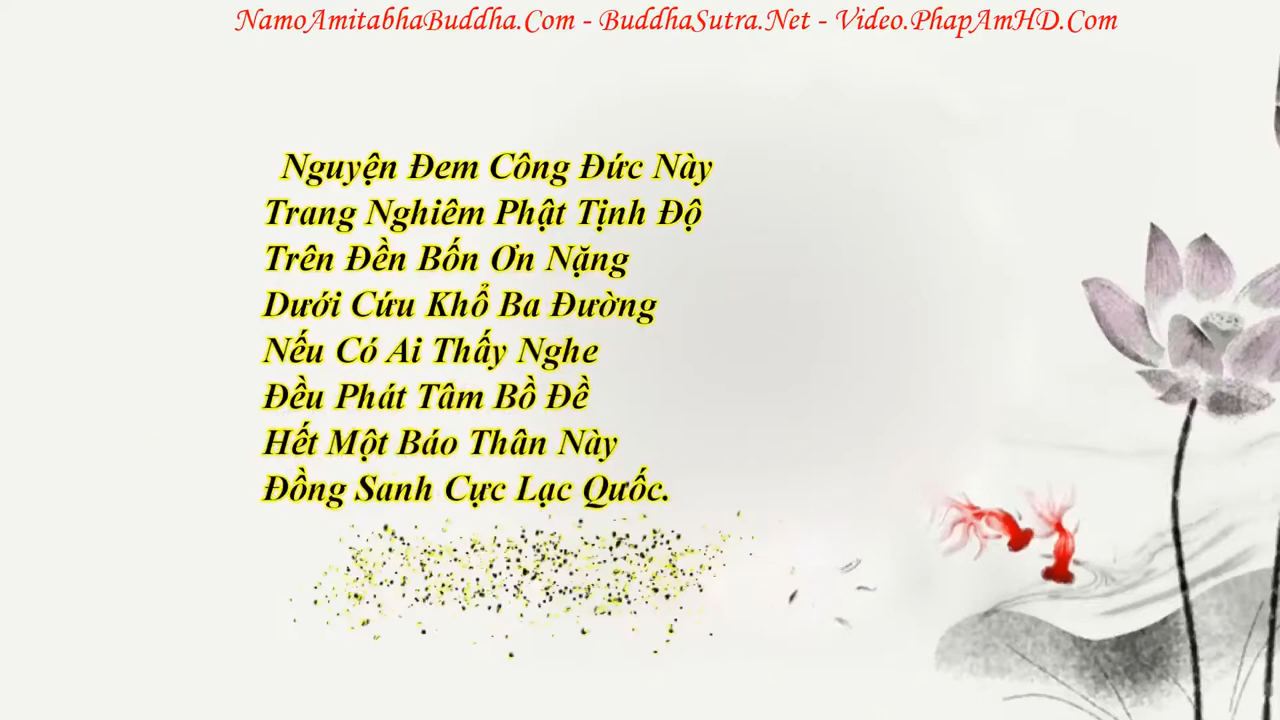 NamoAmitabhaBuddha.Com - BuddhaSutra.Net - Video.PhapAmHD.Com
Nguyện Đem Công Đức Này
Trang Nghiêm Phật Tịnh Độ
Trên Đền Bốn Ơn Nặng
Dưới Cứu Khổ Ba Đường
Nếu Có Ai Thấy Nghe
Đều Phát Tâm Bồ Đề
Hết Một Báo Thân Này
Đồng Sanh Cực Lạc Quốc.